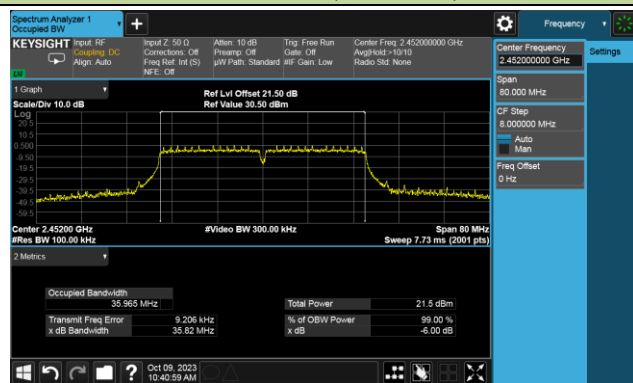 Spectrum Analyzer 1
Occupied BW
+
Frequency
KEYSIGHT
Input: RF
Coupling: DC
Align: Auto
Input Z: 50 Ω
Corrections: Off
Freq Ref: Int (S)
NFE: Off
Atten: 10 dB
Preamp: Off
µW Path: Standard
Trig: Free Run
Gate: Off
#IF Gain: Low
Center Freq: 2.452000000 GHz
Avg|Hold:>10/10
Radio Std: None
Center Frequency
2.452000000 GHz
Settings
Span
80.000 MHz
CF Step
8.000000 MHz
Auto
Man
Freq Offset
0 Hz
1 Graph
Scale/Div 10.0 dB
Ref Lvl Offset 21.50 dB
Ref Value 30.50 dBm
Log
20.5
10.5
0.500
-9.50
-19.5
-29.5
-39.5
-49.5
-59.5
Center 2.45200 GHz
#Res BW 100.00 kHz
#Video BW 300.00 kHz
Span 80 MHz
Sweep 7.73 ms (2001 pts)
2 Metrics
Occupied Bandwidth
35.965 MHz
Total Power 21.5 dBm
Transmit Freq Error 9.206 kHz
% of OBW Power 99.00 %
x dB Bandwidth 35.82 MHz
x dB -6.00 dB
?
Oct 09, 2023
10:40:59 AM